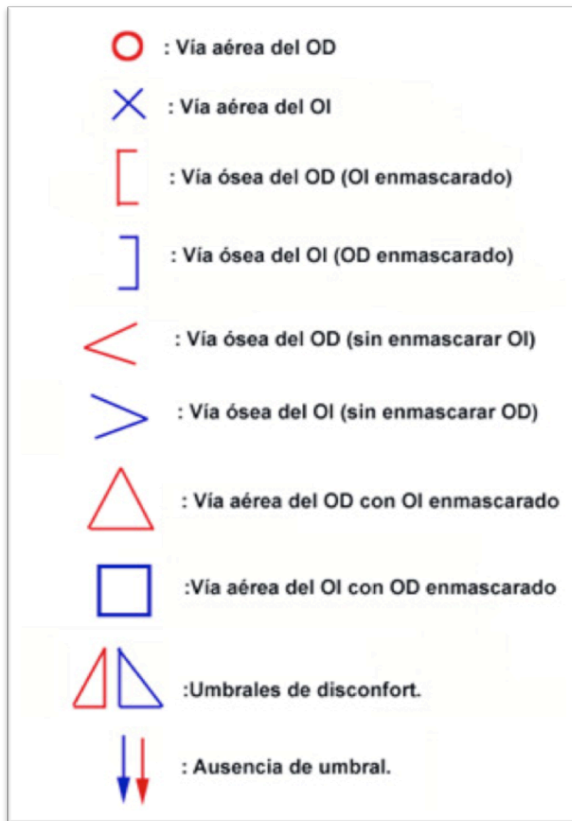 : Vía aérea del OD
: Vía aérea del OI
: Vía ósea del OD (OI enmascarado)
: Vía ósea del OI (OD enmascarado)
: Vía ósea del OD (sin enmascarar OI)
: Vía ósea del OI (sin enmascarar OD)
: Vía aérea del OD con OI enmascarado
:Vía aérea del OI con OD enmascarado
:Umbrales de disconfort.
: Ausencia de umbral.